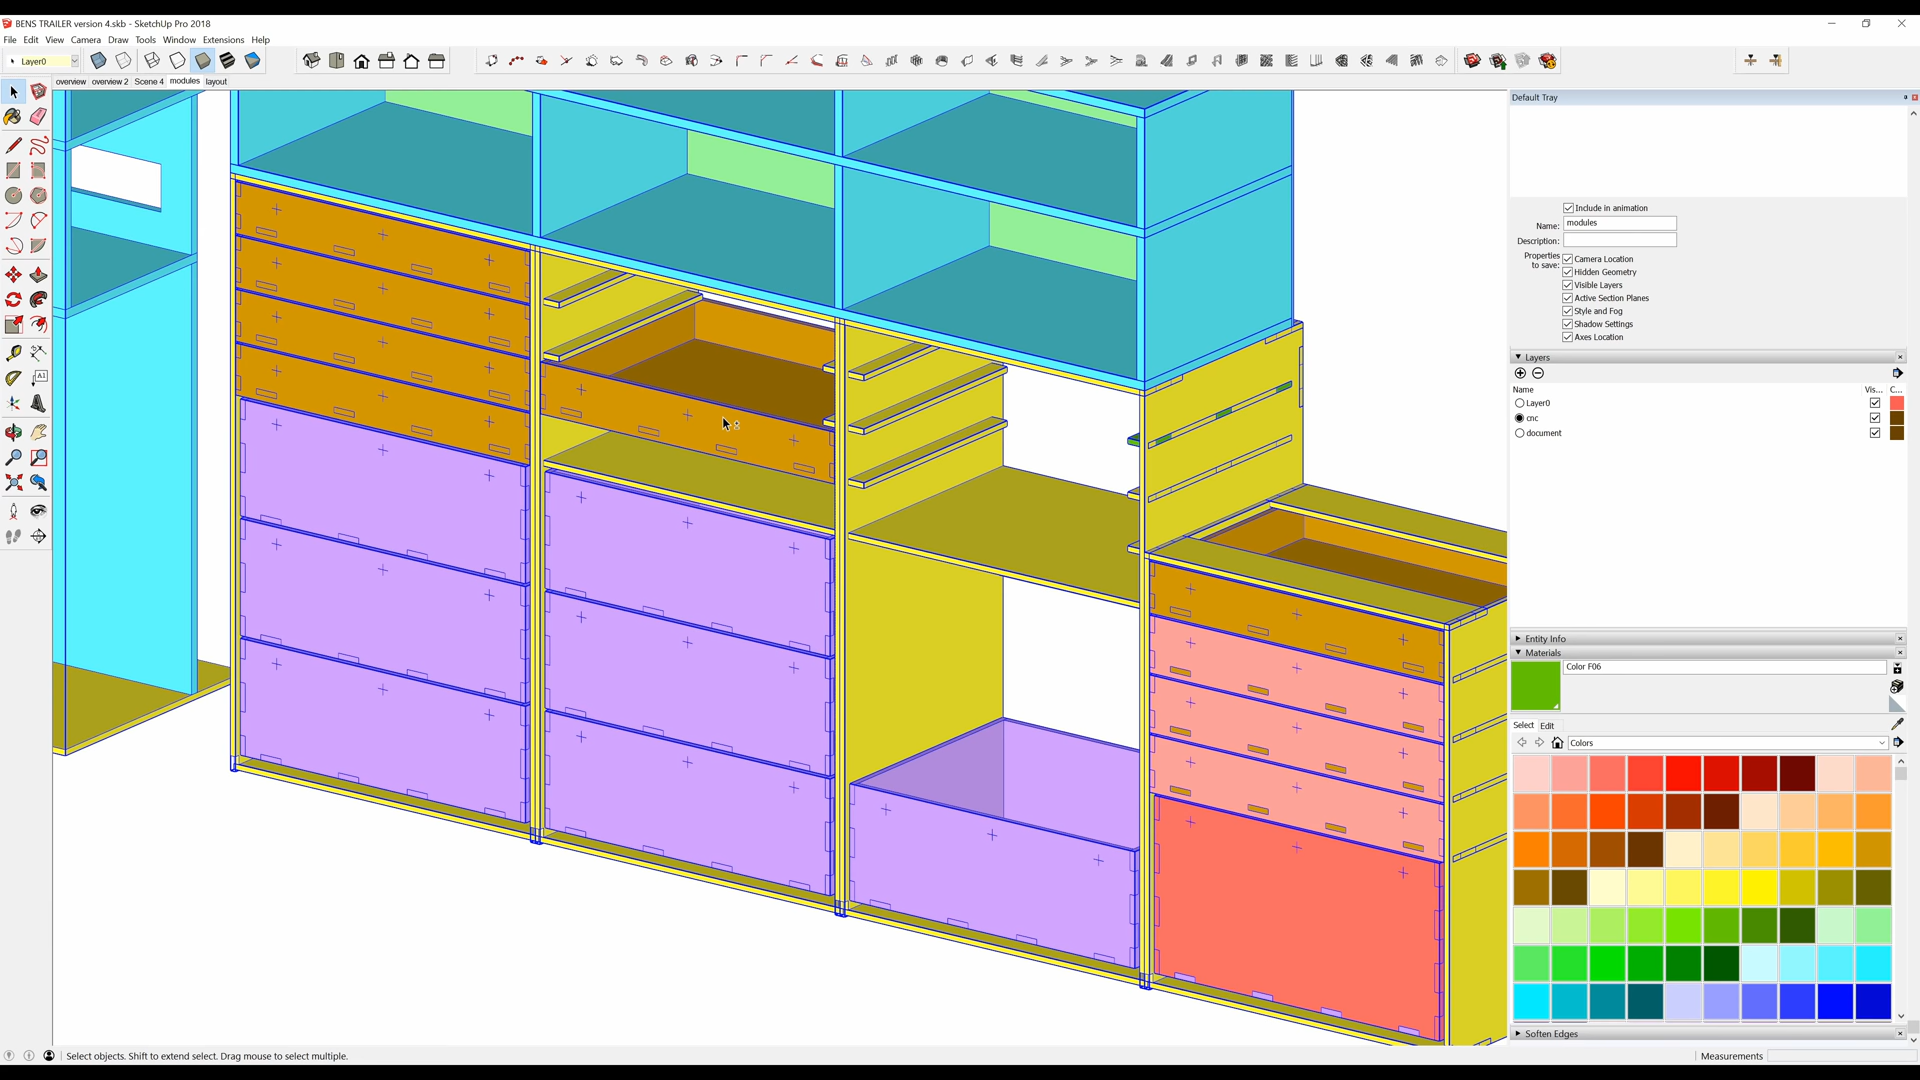 BENS TRAILER version 4.skb - SketchUp Pro 2018
File Edit View Camera Draw Tools Window Extensions Help
Layer0
overview overview 2 Scene 4 modules layout
Default Tray
Include in animation
Name: modules
Description:
Properties to save:
Camera Location
Hidden Geometry
Visible Layers
Active Section Planes
Style and Fog
Shadow Settings
Axes Location
Layers
Name Vis... C...
Layer0
cnc
document
Entity Info
Materials
Color F06
Select Edit
Colors
Soften Edges
Select objects. Shift to extend select. Drag mouse to select multiple.
Measurements